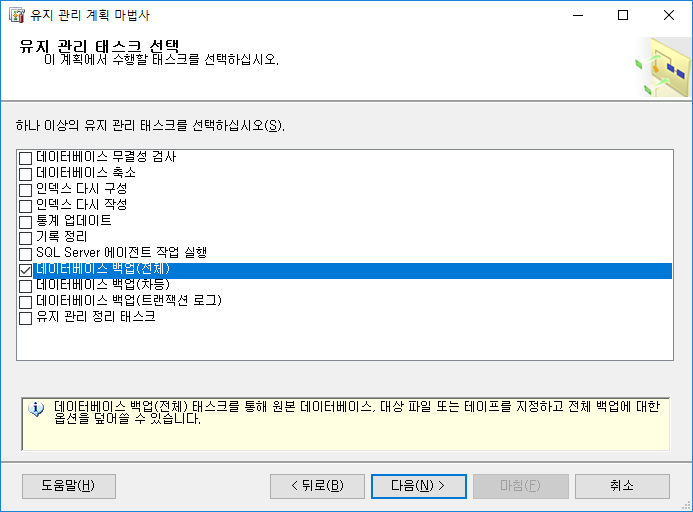 유지 관리 계획 마법사
유지 관리 태스크 선택
이 계획에서 수행할 태스크를 선택하십시오.
하나 이상의 유지 관리 태스크를 선택하십시오(S).
데이터베이스 무결성 검사
데이터베이스 축소
인덱스 다시 구성
인덱스 다시 작성
통계 업데이트
기록 정리
SQL Server 에이전트 작업 실행
데이터베이스 백업(전체)
데이터베이스 백업(차등)
데이터베이스 백업(트랜잭션 로그)
유지 관리 정리 태스크
데이터베이스 백업(전체) 태스크를 통해 원본 데이터베이스, 대상 파일 또는 테이프를 지정하고 전체 백업에 대한
옵션을 덮어쓸 수 있습니다.
도움말(H) < 뒤로(B) 다음(N) > 마침(F) 취소